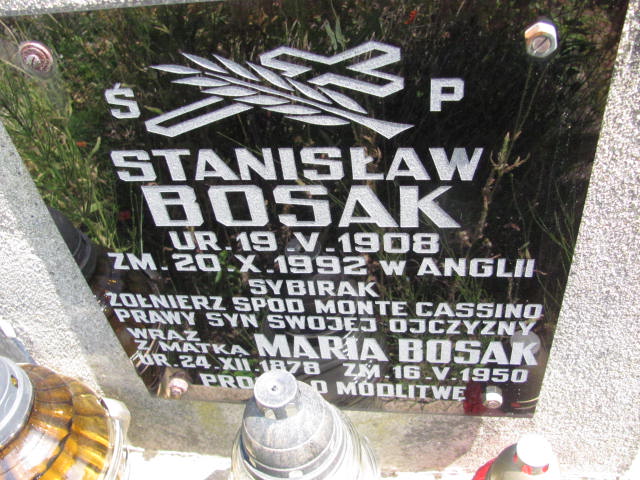 Ś P
STANISŁAW
BOSAK
UR. 19. V. 1908
ZM. 20. X. 1992 W ANGLII
SYBIRAK
ŻOŁNIERZ SPOD MONTE CASSINO
PRAWY SYN SWOJEJ OJCZYZNY
WRAZ
Z/MATKĄ MARIA BOSAK
UR. 24. XII. 1878 ZM. 16. V. 1950
O MODLITWĘ